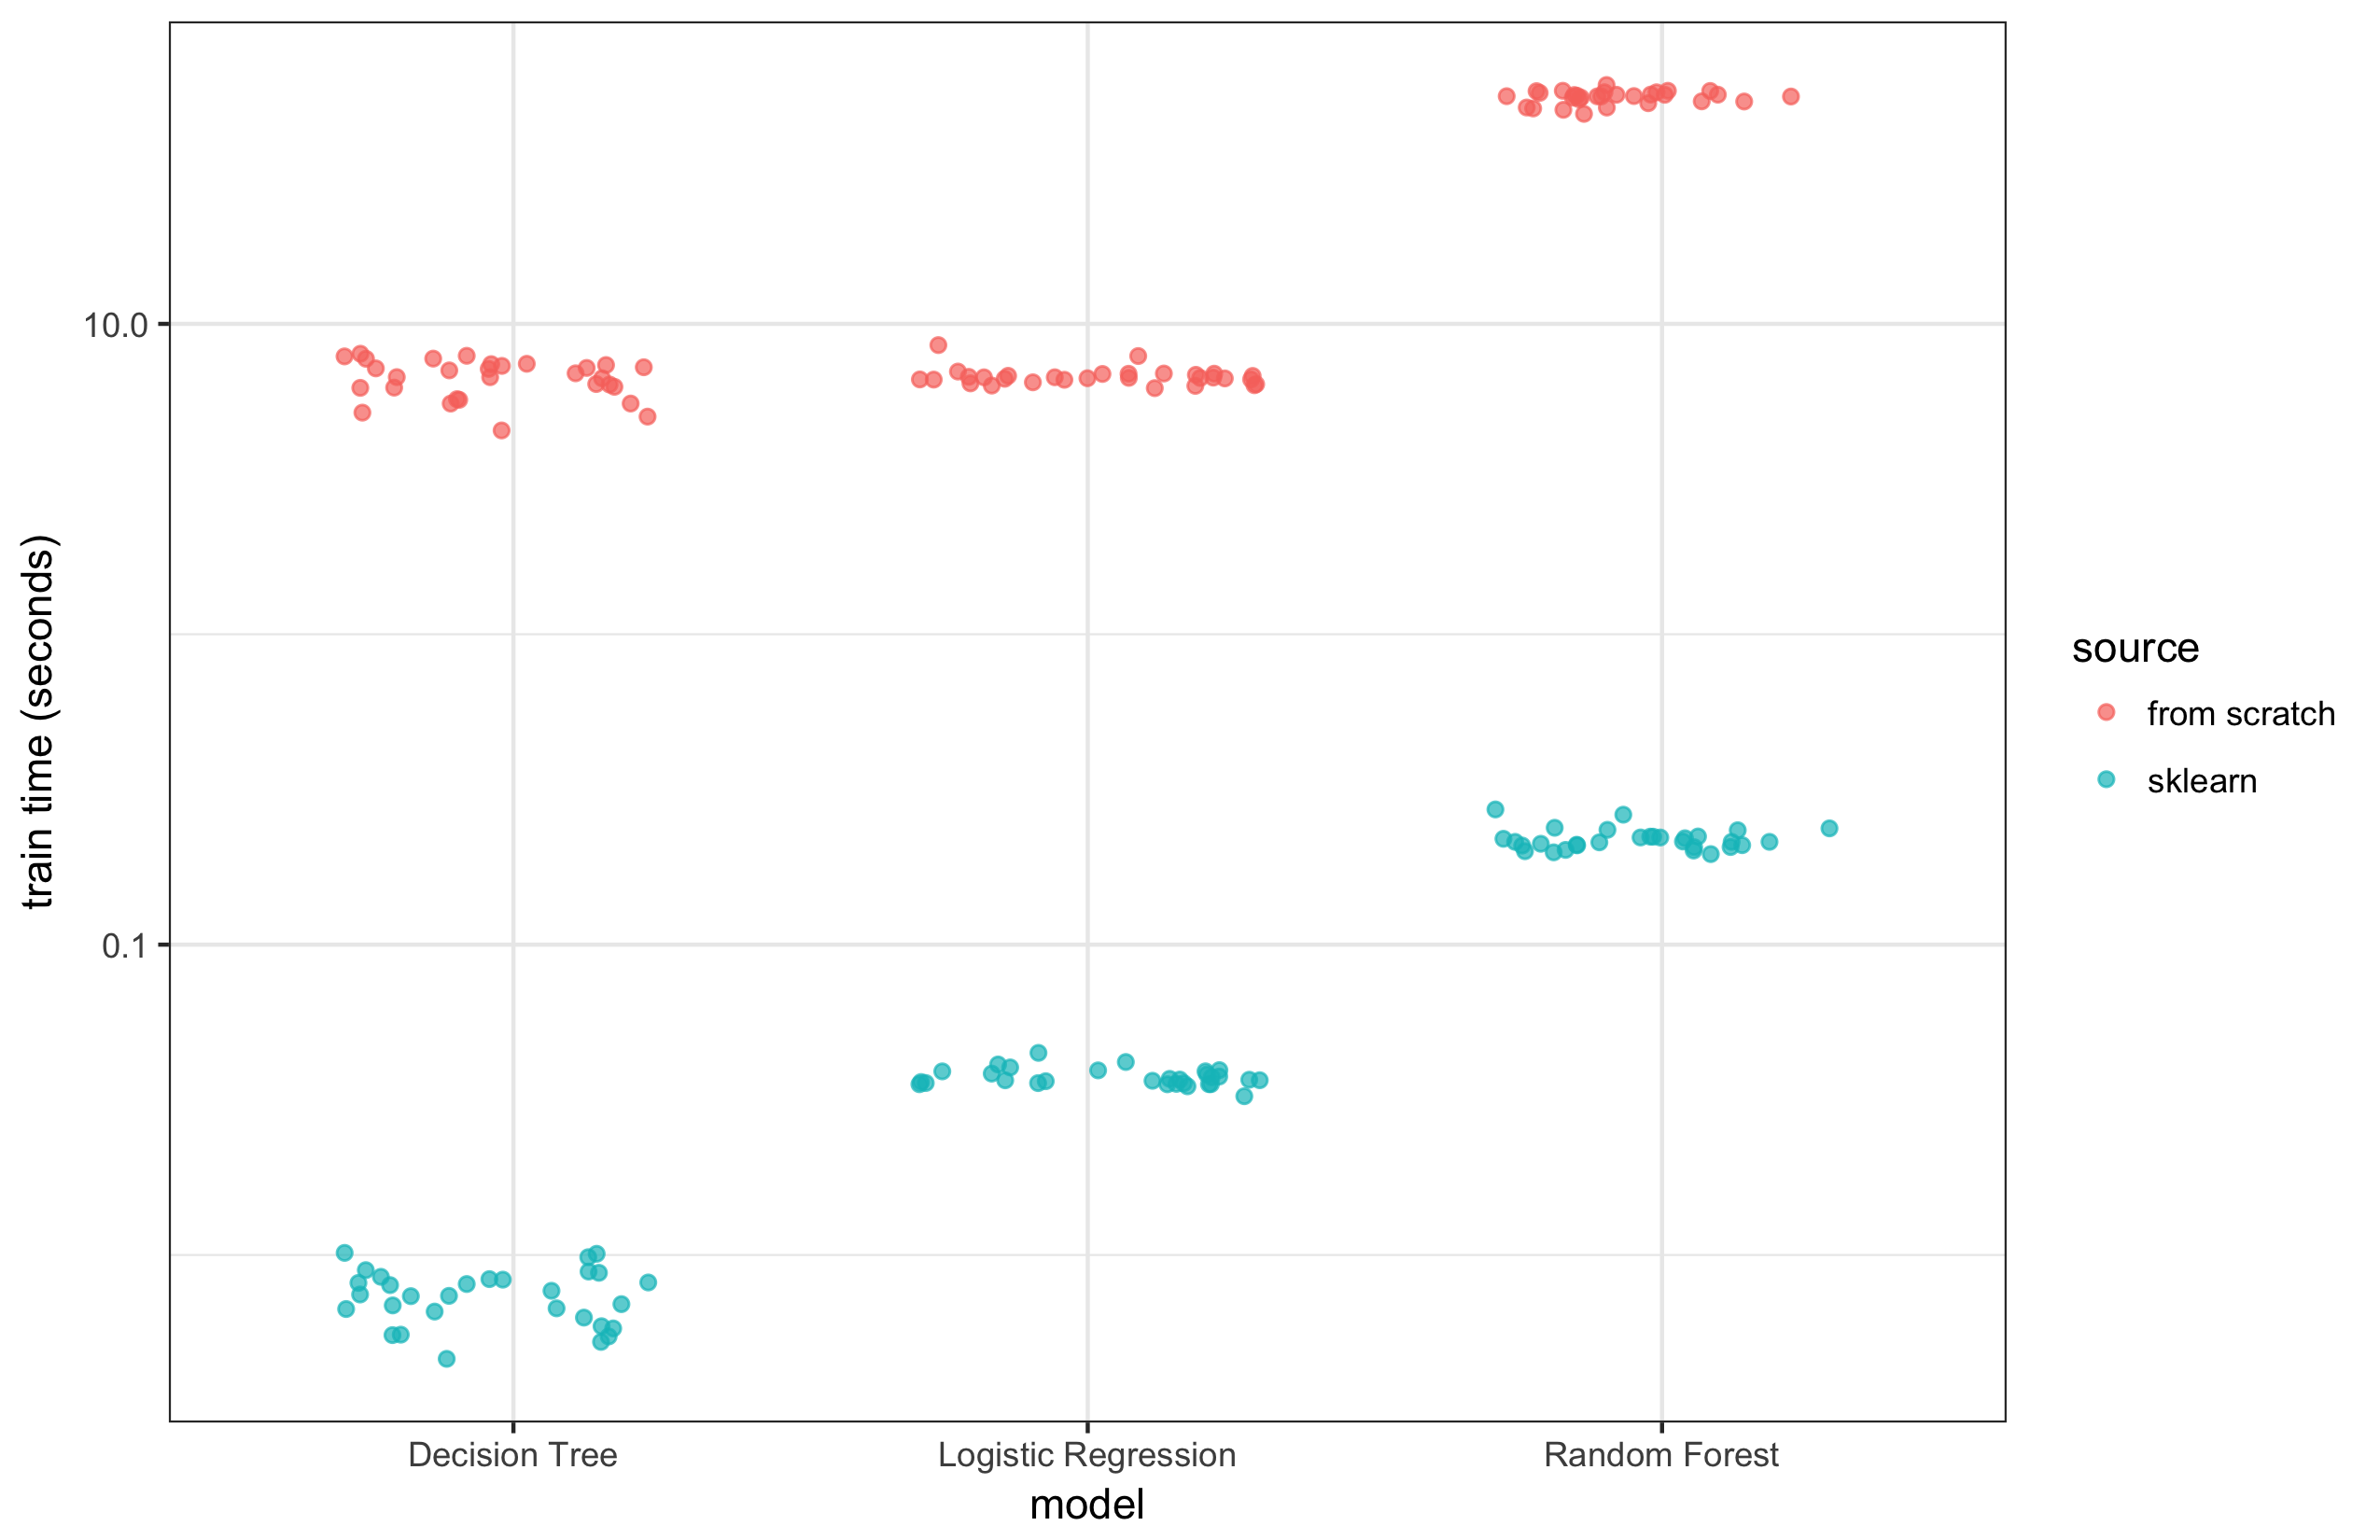 train time (seconds)
10.0
0.1
Decision Tree
Logistic Regression
Random Forest
model
source
from scratch
sklearn